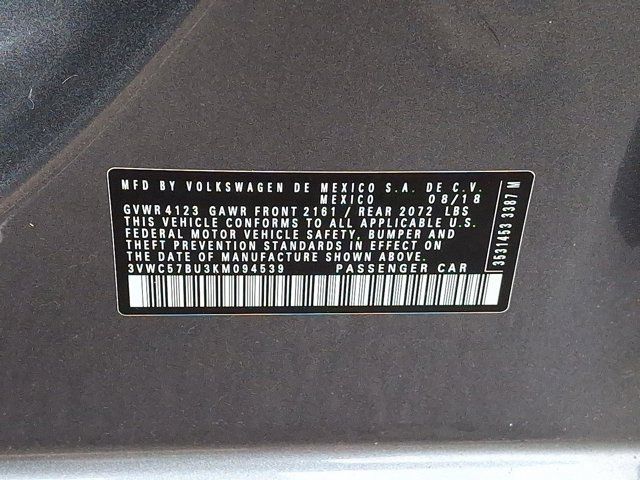 MFD BY VOLKSWAGEN DE MEXICO S.A. DE C.V.
MEXICO 08/18
GVWR 4123 GAWR FRONT 2161 / REAR 2072 LBS
THIS VEHICLE CONFORMS TO ALL APPLICABLE U.S.
FEDERAL MOTOR VEHICLE SAFETY, BUMPER AND
THEFT PREVENTION STANDARDS IN EFFECT ON
THE DATE OF MANUFACTURE SHOWN ABOVE.
3VWC57BU3KM094539 PASSENGER CAR
3531453 3387 M